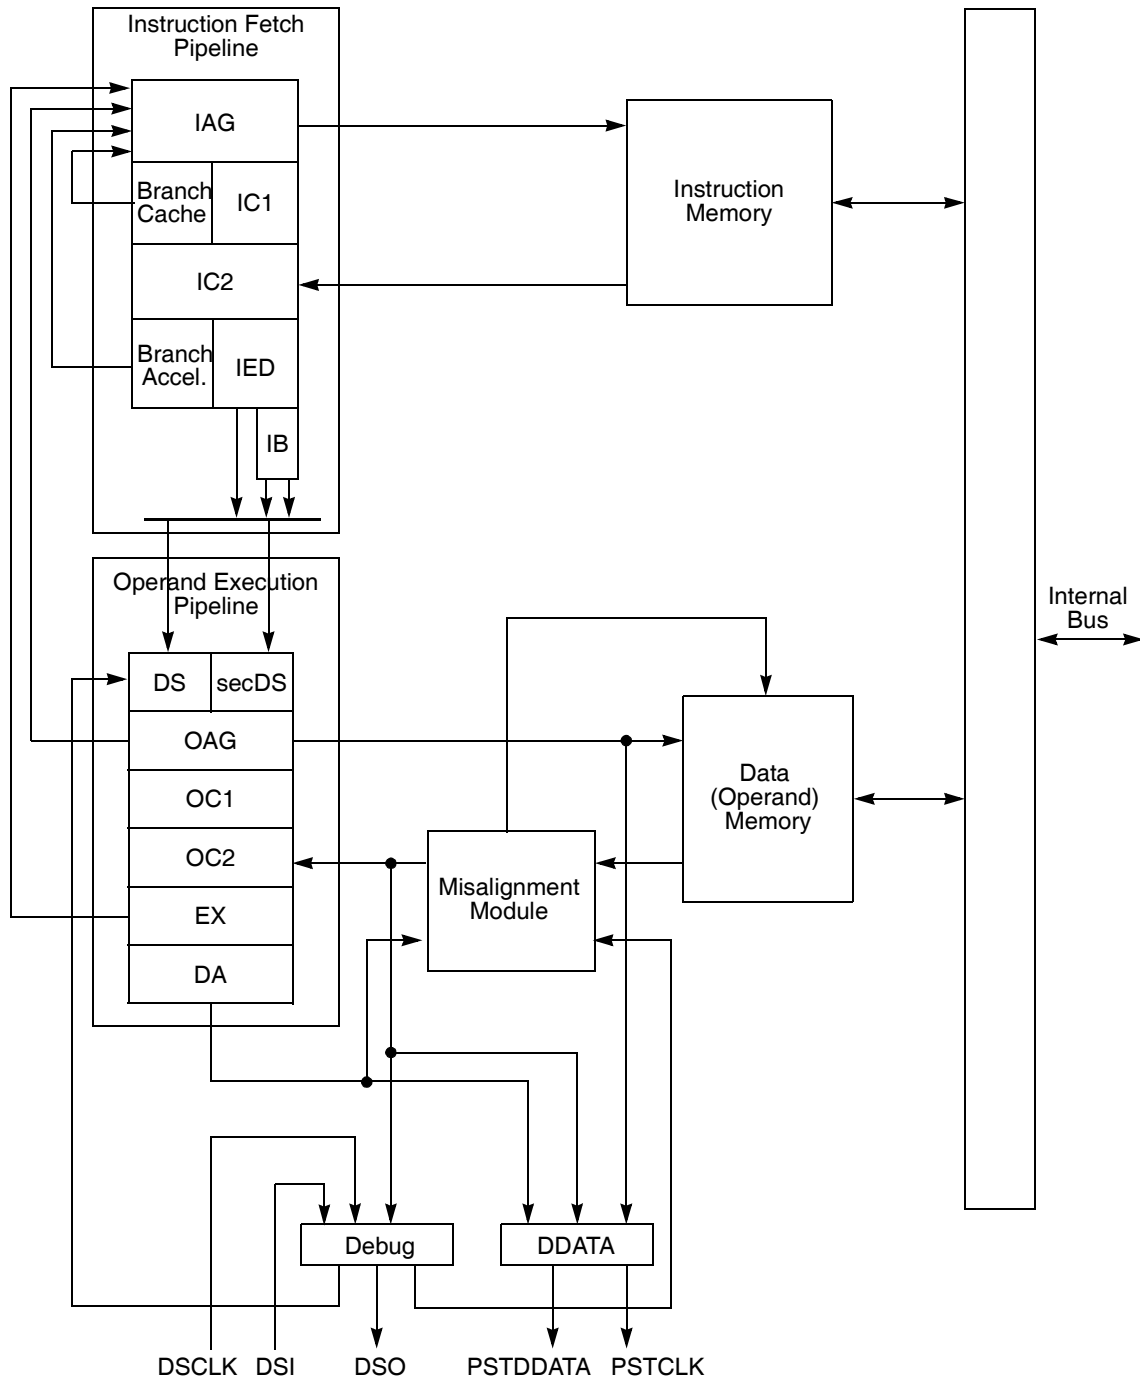 Instruction Fetch
Pipeline
IAG
Branch
Cache
IC1
Instruction
Memory
IC2
Branch
Accel.
IED
IB
Operand Execution
Pipeline
Internal
Bus
DS
secDS
OAG
Data
(Operand)
Memory
OC1
OC2
Misalignment
Module
EX
DA
Debug
DDATA
DSCLK
DSI
DSO
PSTDDATA
PSTCLK